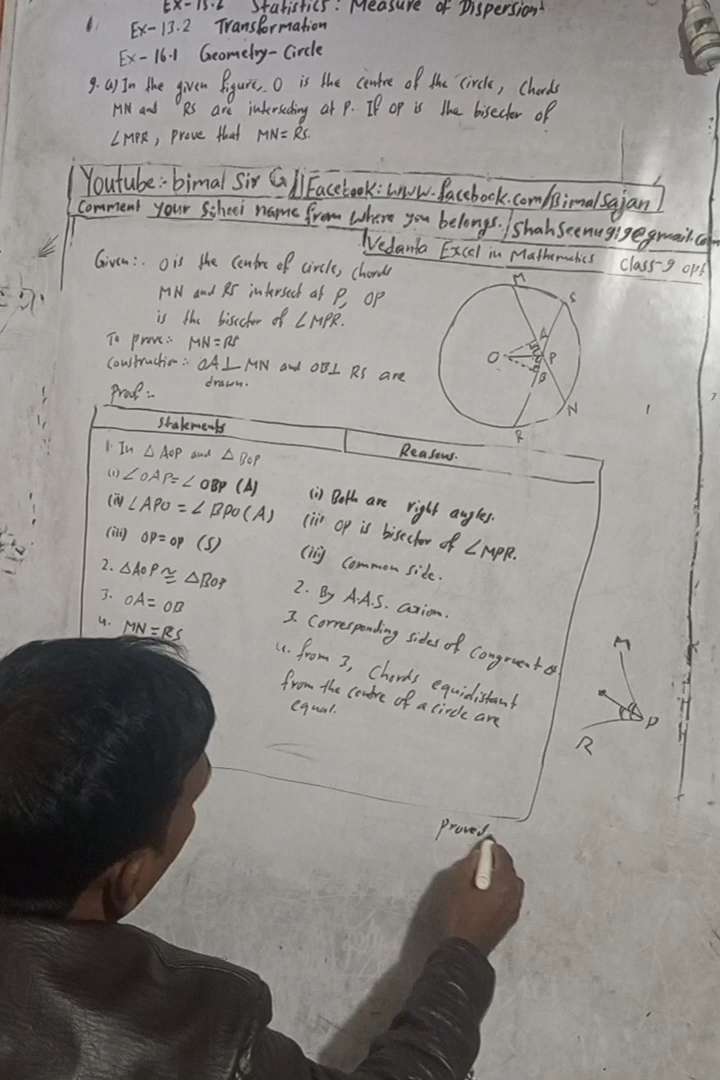 Ex-15.2 Statistics: Measure of Dispersion
Ex-13.2 Transformation
Ex-16.1 Geometry-Circle
9. a) In the given figure, O is the centre of the circle, chords
MN and RS are intersecting at P. If OP is the bisector of
∠MPR, prove that MN=RS.
Youtube:- bimal Sir G || Facebook: www.facebook.com/Bimalsajan
Comment your School name from where you belongs. / shahseenu919@gmail.com
Vedanta Excel in Mathematics Class-9 opt
Given:- O is the centre of circle, chords
MN and RS intersect at P, OP
is the bisector of ∠MPR.
To prove:- MN=RS
Construction:- OA⊥MN and OB⊥RS are
drawn.
Proof:-
M
S
A
O
P
B
N
R
Statements
Reasons.
1. In △AOP and △BOP
(i) ∠OAP=∠OBP (A)
(i) Both are right angles.
(ii) ∠APO=∠BPO (A)
(ii) OP is bisector of ∠MPR.
(iii) OP=OP (S)
(iii) Common side.
2. △AOP≅△BOP
2. By A.A.S. axiom.
3. OA=OB
3. Corresponding sides of congruent △s.
4. MN=RS
4. from 3, Chords equidistant
from the centre of a circle are
equal.
M
P
R
Proved